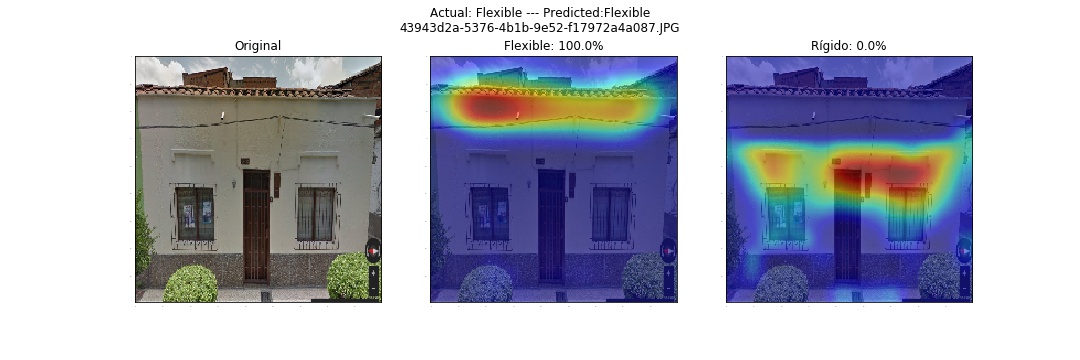 Actual: Flexible --- Predicted:Flexible
43943d2a-5376-4b1b-9e52-f17972a4a087.JPG
Original
Flexible: 100.0%
Rígido: 0.0%